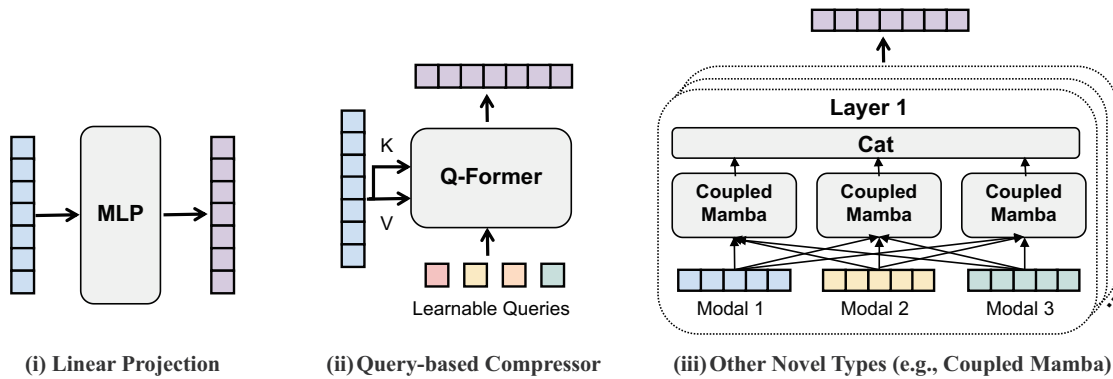 MLP
(i) Linear Projection
K
V
Q-Former
Learnable Queries
(ii) Query-based Compressor
Layer 1
Cat
Coupled
Mamba
Coupled
Mamba
Coupled
Mamba
Modal 1
Modal 2
Modal 3
(iii) Other Novel Types (e.g., Coupled Mamba)